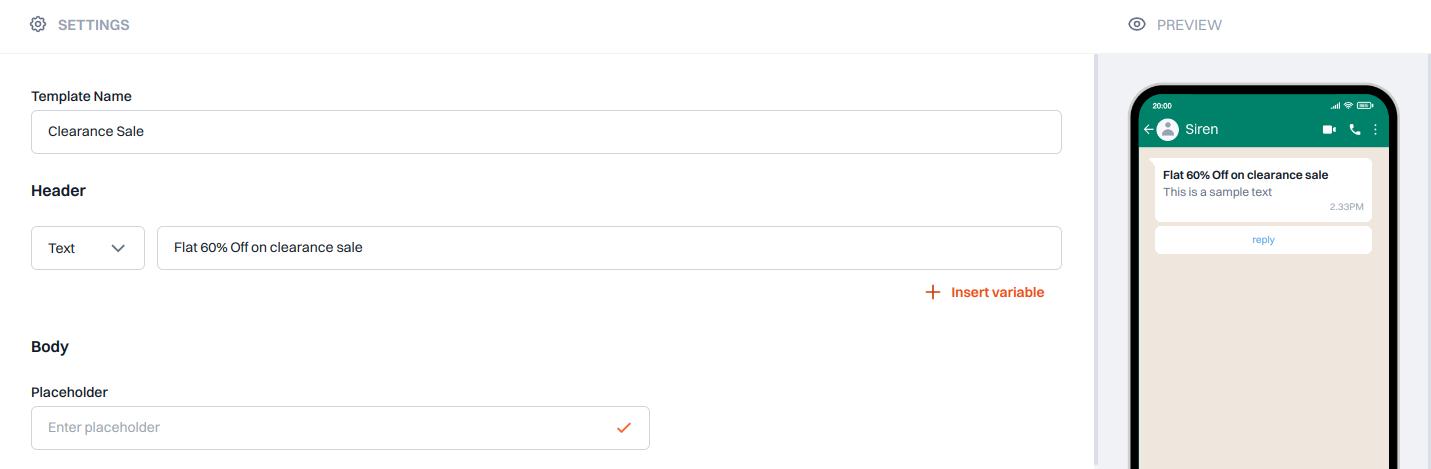 SETTINGS
PREVIEW
Template Name
Clearance Sale
Header
Text
Flat 60% Off on clearance sale
Insert variable
Body
Placeholder
Enter placeholder
20:00
Siren
Flat 60% Off on clearance sale
This is a sample text
2.33PM
reply